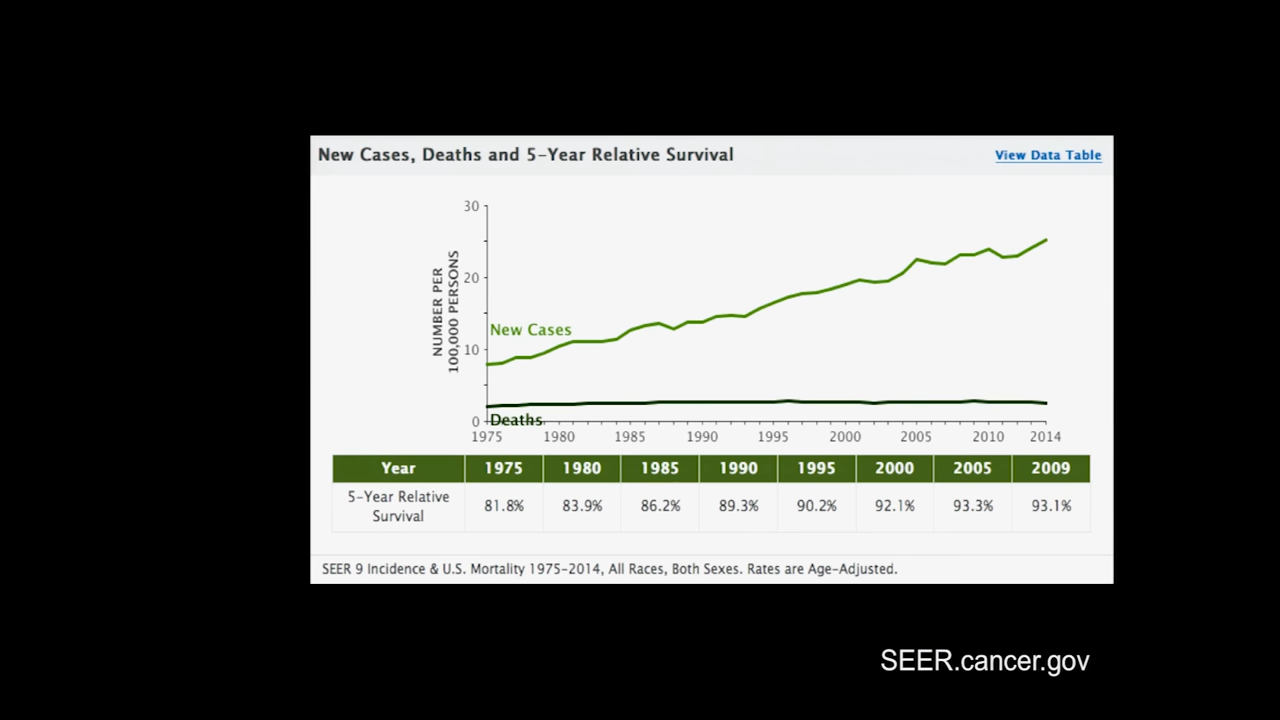 New Cases, Deaths and 5-Year Relative Survival
View Data Table
NUMBER PER
100,000 PERSONS
30
20
10
0
New Cases
Deaths
1975 1980 1985 1990 1995 2000 2005 2010 2014
Year 1975 1980 1985 1990 1995 2000 2005 2009
5-Year Relative
Survival
81.8% 83.9% 86.2% 89.3% 90.2% 92.1% 93.3% 93.1%
SEER 9 Incidence & U.S. Mortality 1975-2014, All Races, Both Sexes. Rates are Age-Adjusted.
SEER.cancer.gov